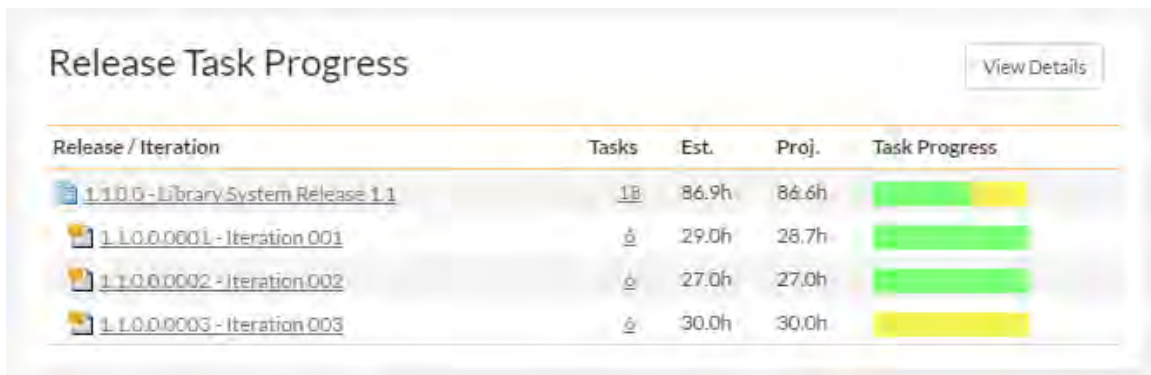 Release Task Progress
View Details
Release / Iteration Tasks Est. Proj. Task Progress
1.1.0.0 - Library System Release 1.1 18 86.9h 86.6h
1.1.0.0.0001 - Iteration 001 6 29.0h 28.7h
1.1.0.0.0002 - Iteration 002 6 27.0h 27.0h
1.1.0.0.0003 - Iteration 003 6 30.0h 30.0h